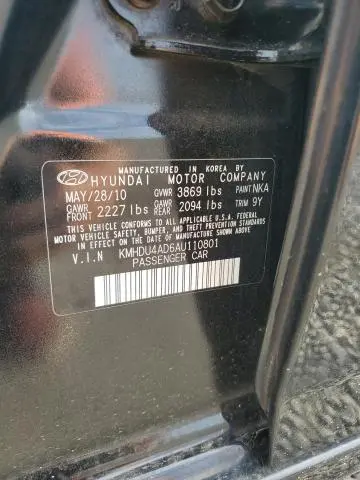 MANUFACTURED IN KOREA BY
HYUNDAI MOTOR COMPANY
MAY/28/10 GVWR 3869 lbs PAINT NKA
GAWR FRONT 2227 lbs GAWR REAR 2094 lbs TRIM 9Y
THIS VEHICLE CONFORMS TO ALL APPLICABLE U.S.A. FEDERAL
MOTOR VEHICLE SAFETY, BUMPER, AND THEFT PREVENTION
STANDARDS IN EFFECT ON THE DATE OF MANUFACTURE SHOWN ABOVE.
V.I.N KMHDU4AD6AU110801
PASSENGER CAR